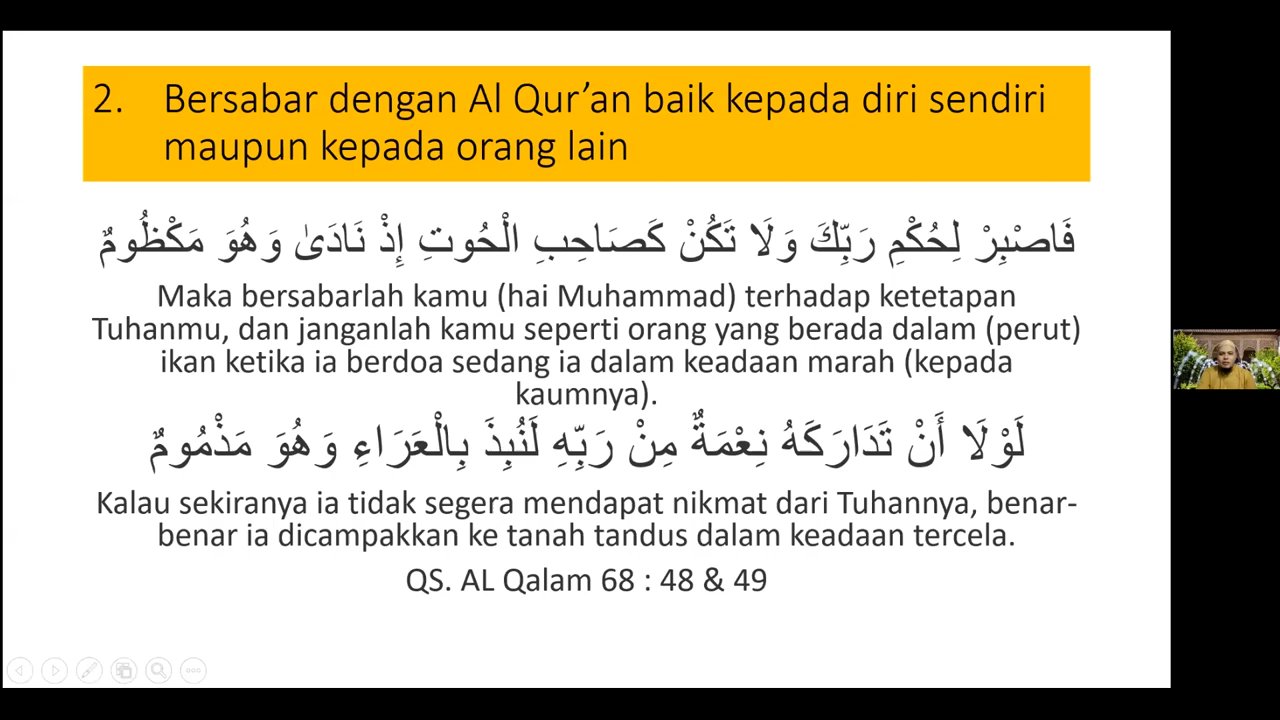 2. Bersabar dengan Al Qur’an baik kepada diri sendiri
maupun kepada orang lain
فَاصْبِرْ لِحُكْمِ رَبِّكَ وَلَا تَكُنْ كَصَاحِبِ الْحُوتِ إِذْ نَادَىٰ وَهُوَ مَكْظُومٌ
Maka bersabarlah kamu (hai Muhammad) terhadap ketetapan
Tuhanmu, dan janganlah kamu seperti orang yang berada dalam (perut)
ikan ketika ia berdoa sedang ia dalam keadaan marah (kepada
kaumnya).
لَوْلَا أَنْ تَدَارَكَهُ نِعْمَةٌ مِنْ رَبِّهِ لَنُبِذَ بِالْعَرَاءِ وَهُوَ مَذْمُومٌ
Kalau sekiranya ia tidak segera mendapat nikmat dari Tuhannya, benar-
benar ia dicampakkan ke tanah tandus dalam keadaan tercela.
QS. AL Qalam 68 : 48 & 49